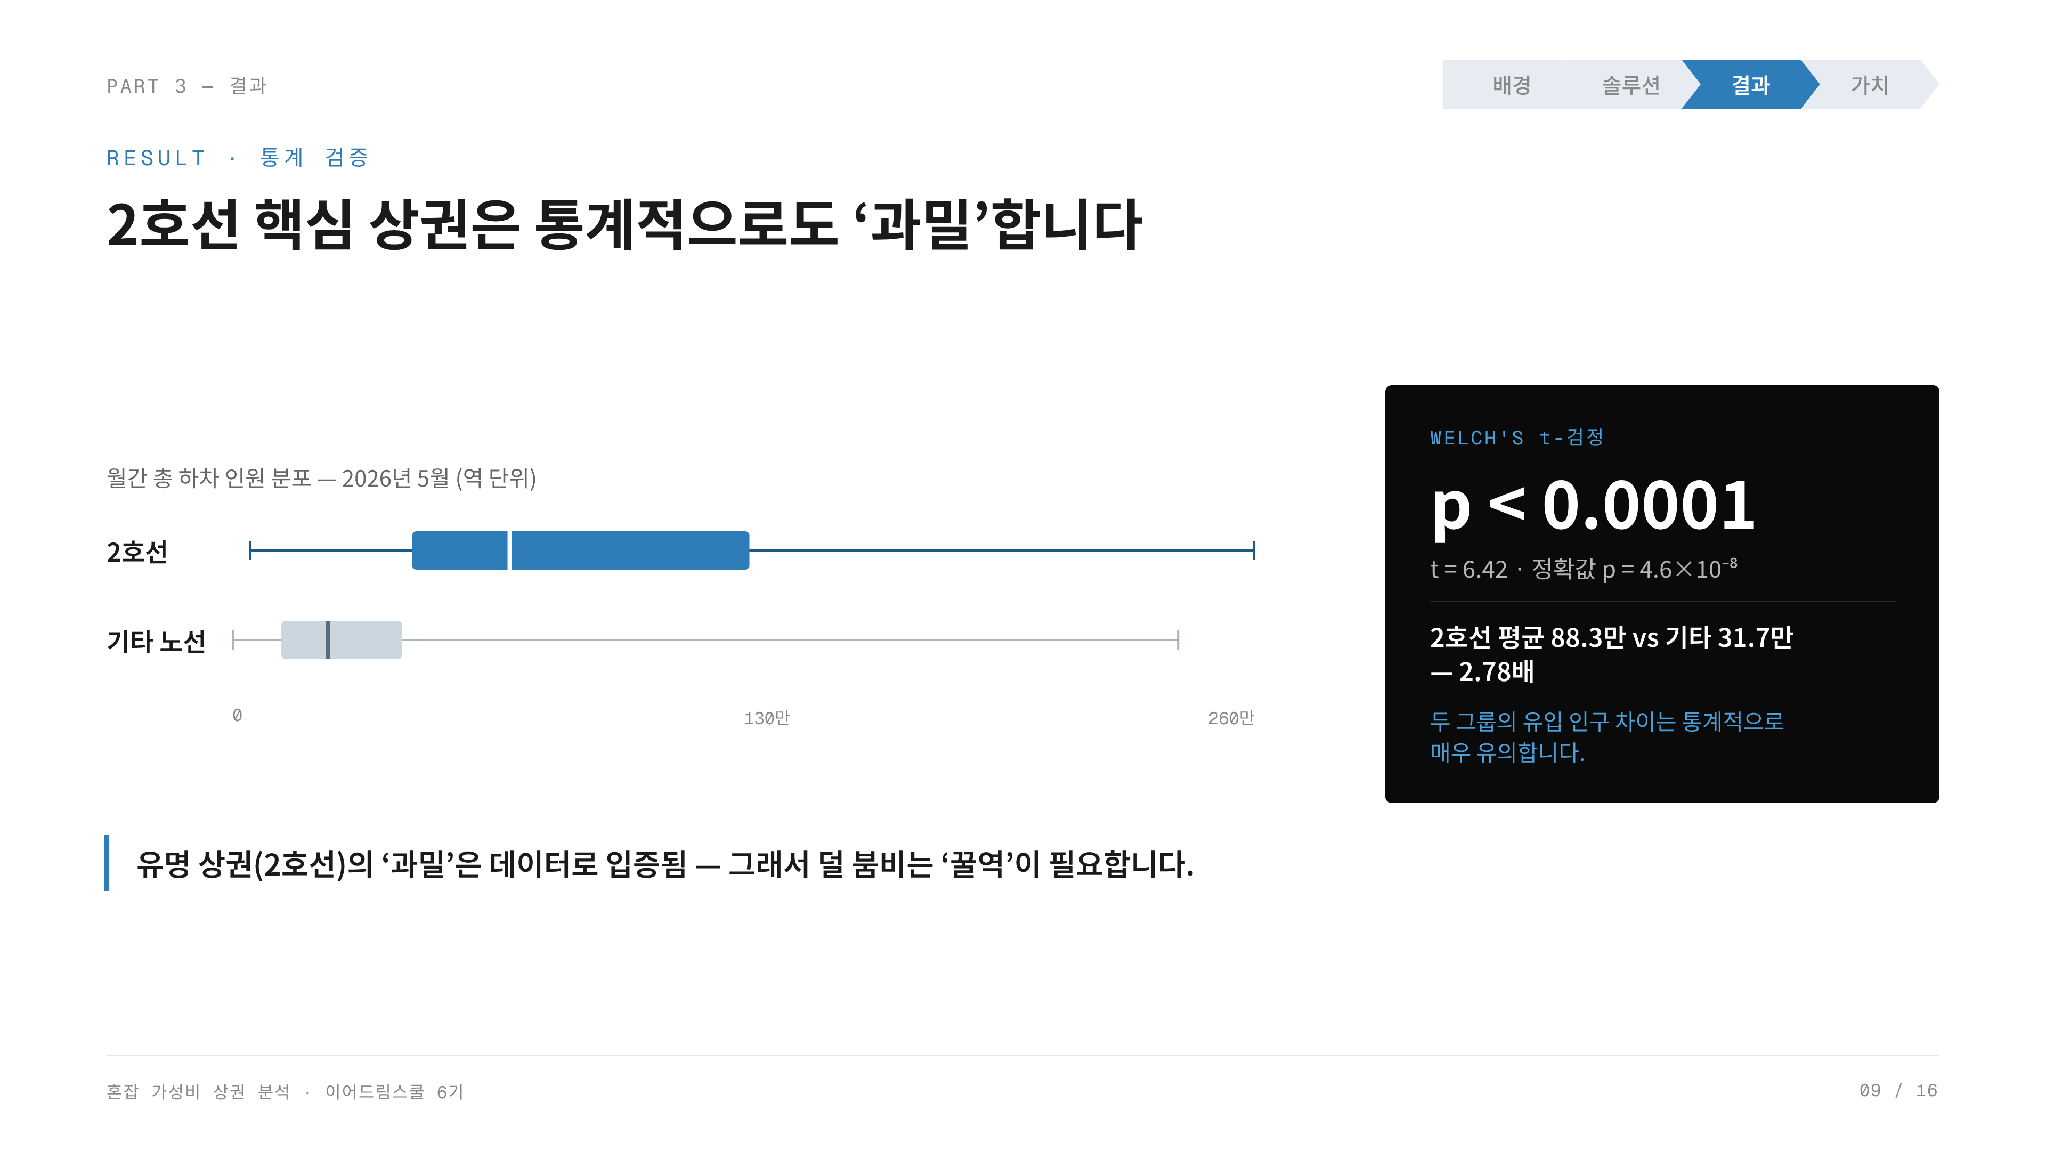 PART 3 — 결과
배경
솔루션
결과
가치
RESULT · 통계 검증
2호선 핵심 상권은 통계적으로도 ‘과밀’합니다
월간 총 하차 인원 분포 — 2026년 5월 (역 단위)
2호선
기타 노선
0
130만
260만
WELCH'S t-검정
p < 0.0001
t = 6.42 · 정확값 p = 4.6×10⁻⁸
2호선 평균 88.3만 vs 기타 31.7만
— 2.78배
두 그룹의 유입 인구 차이는 통계적으로
매우 유의합니다.
유명 상권(2호선)의 ‘과밀’은 데이터로 입증됨 — 그래서 덜 붐비는 ‘꿀역’이 필요합니다.
혼잡 가성비 상권 분석 · 이어드림스쿨 6기
09 / 16